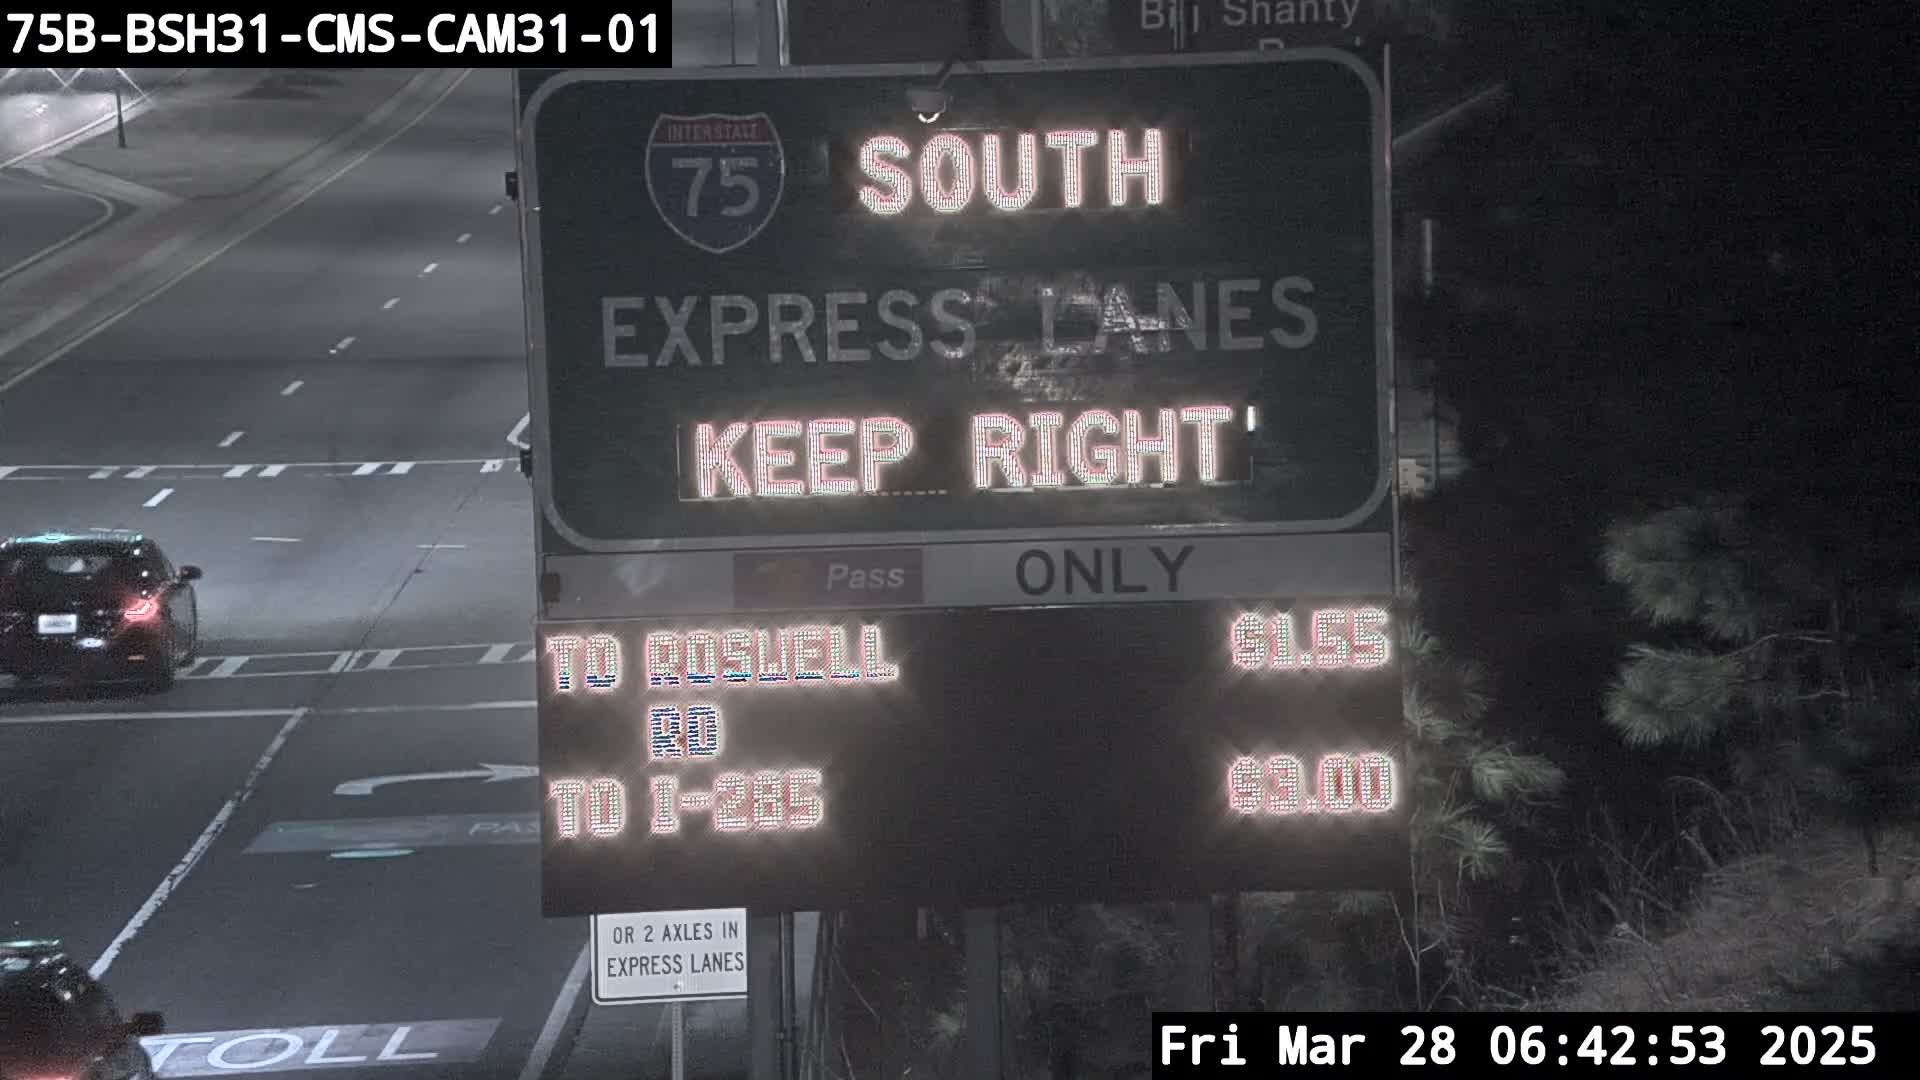 75B-BSH31-CMS-CAM31-01
Shanty
INTERSTATE
75
SOUTH
EXPRESS LANES
KEEP RIGHT
Pass ONLY
TO ROSWELL $1.55
RD
TO I-285 $3.00
OR 2 AXLES IN
EXPRESS LANES
TOLL
Fri Mar 28 06:42:53 2025